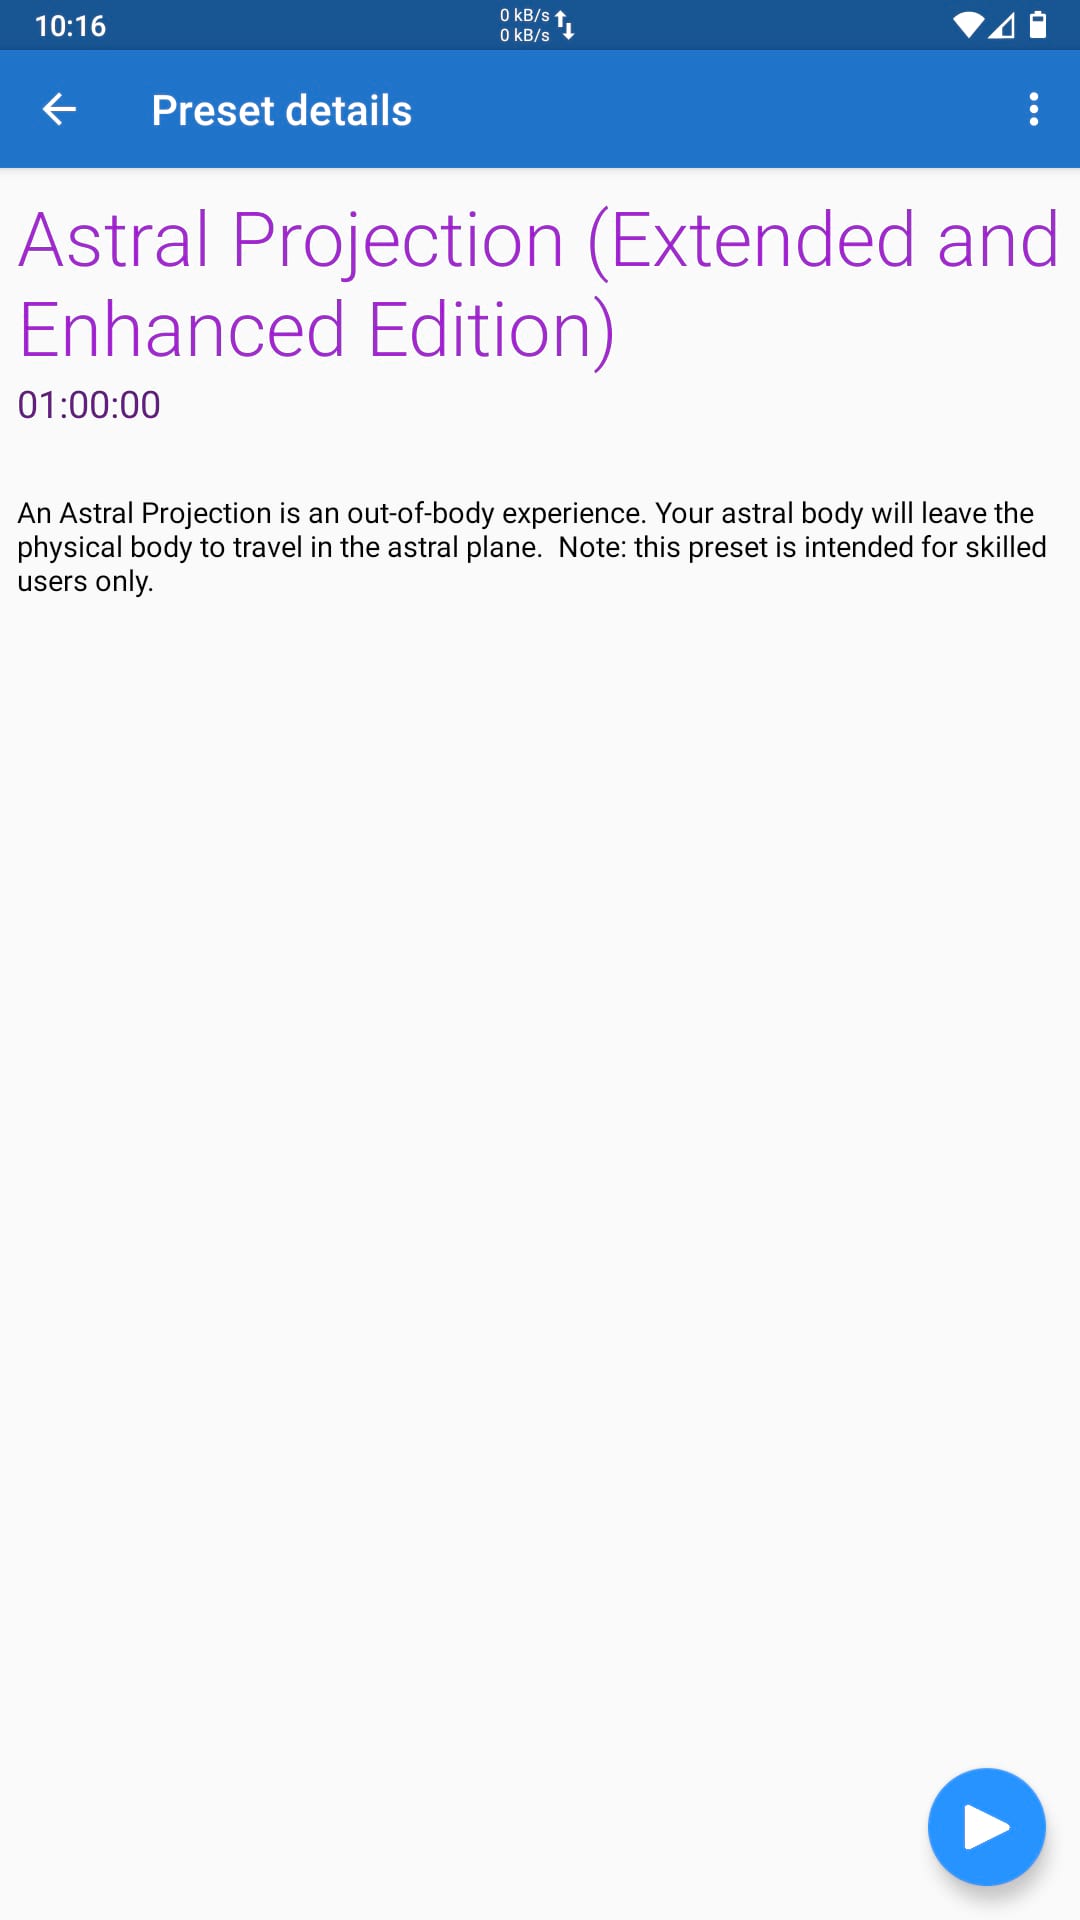 10:16
0 kB/s
0 kB/s
Preset details
Astral Projection (Extended and
Enhanced Edition)
01:00:00
An Astral Projection is an out-of-body experience. Your astral body will leave the
physical body to travel in the astral plane.  Note: this preset is intended for skilled
users only.